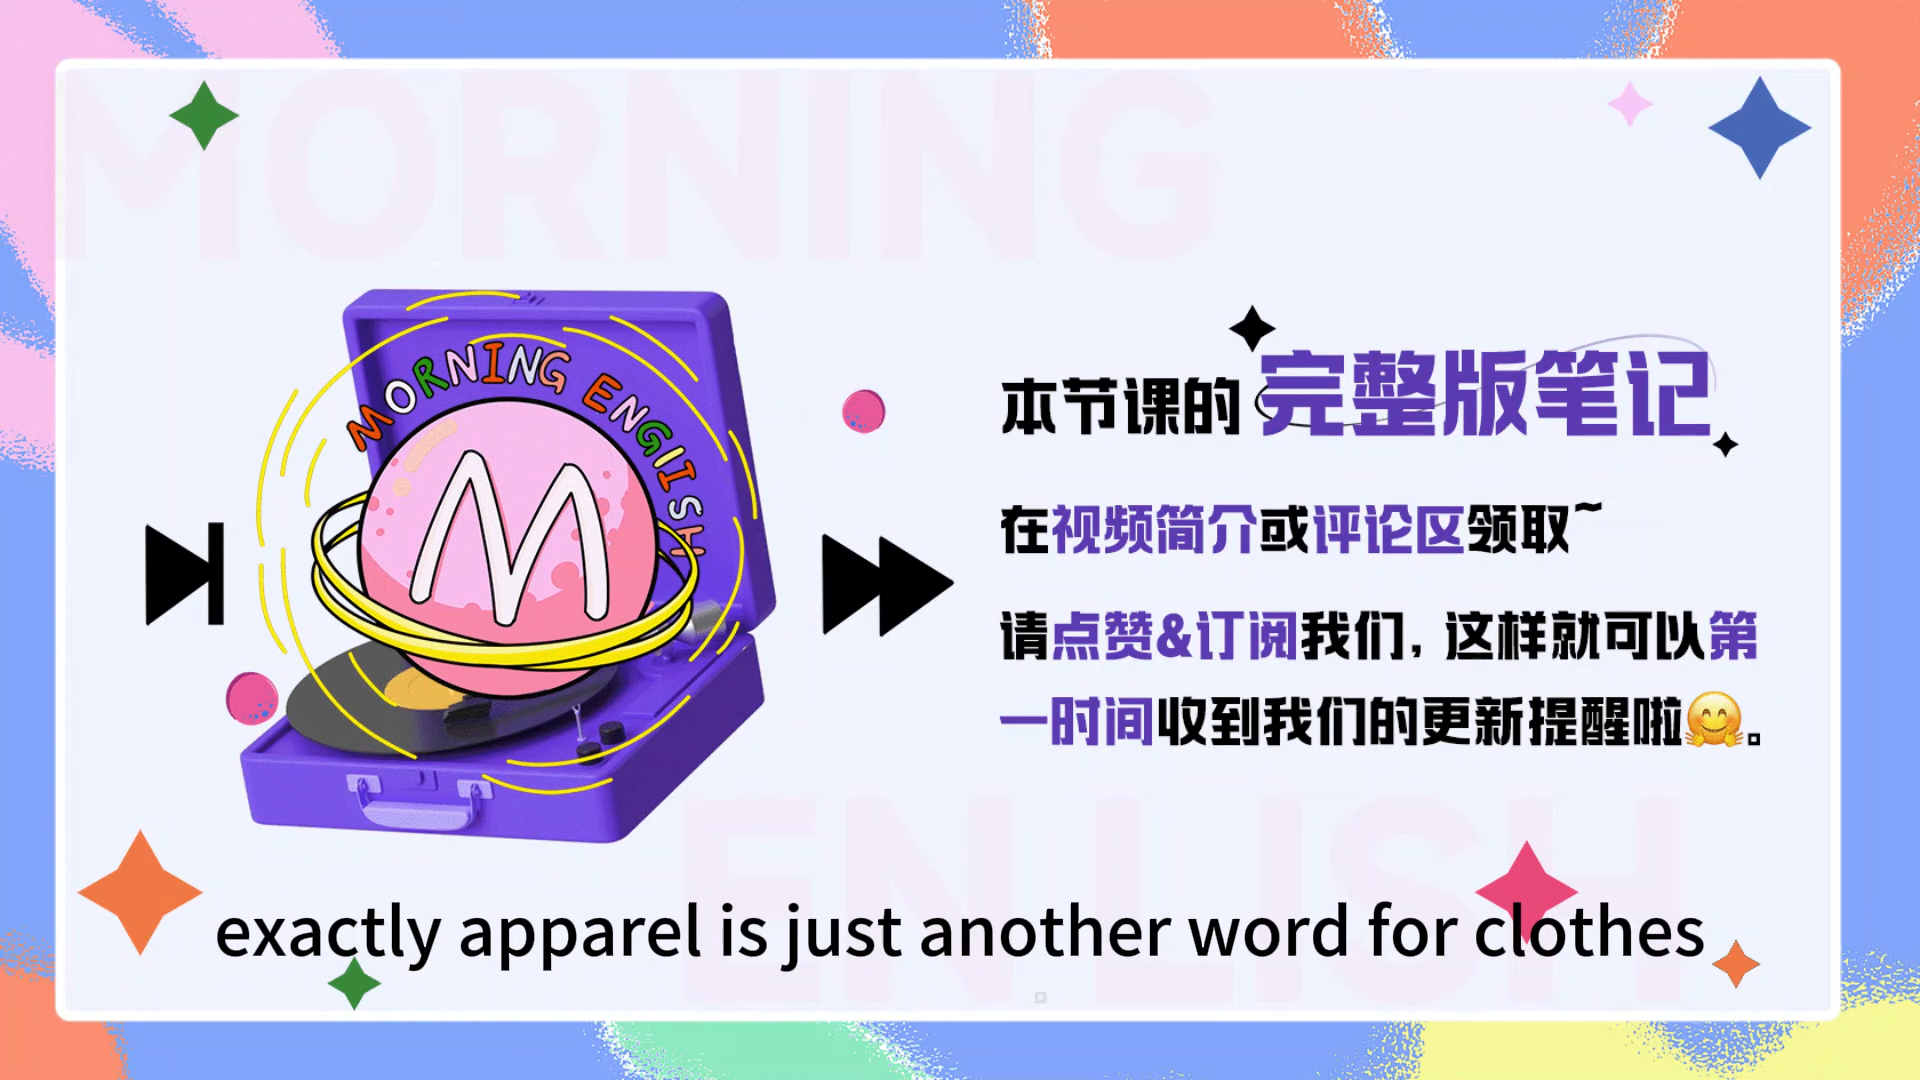 MORNING
MORNING ENGLISH
M
本节课的 完整版笔记
在视频简介或评论区领取~
请点赞&订阅我们，这样就可以第
一时间收到我们的更新提醒啦🤗。
ENLISH
exactly apparel is just another word for clothes